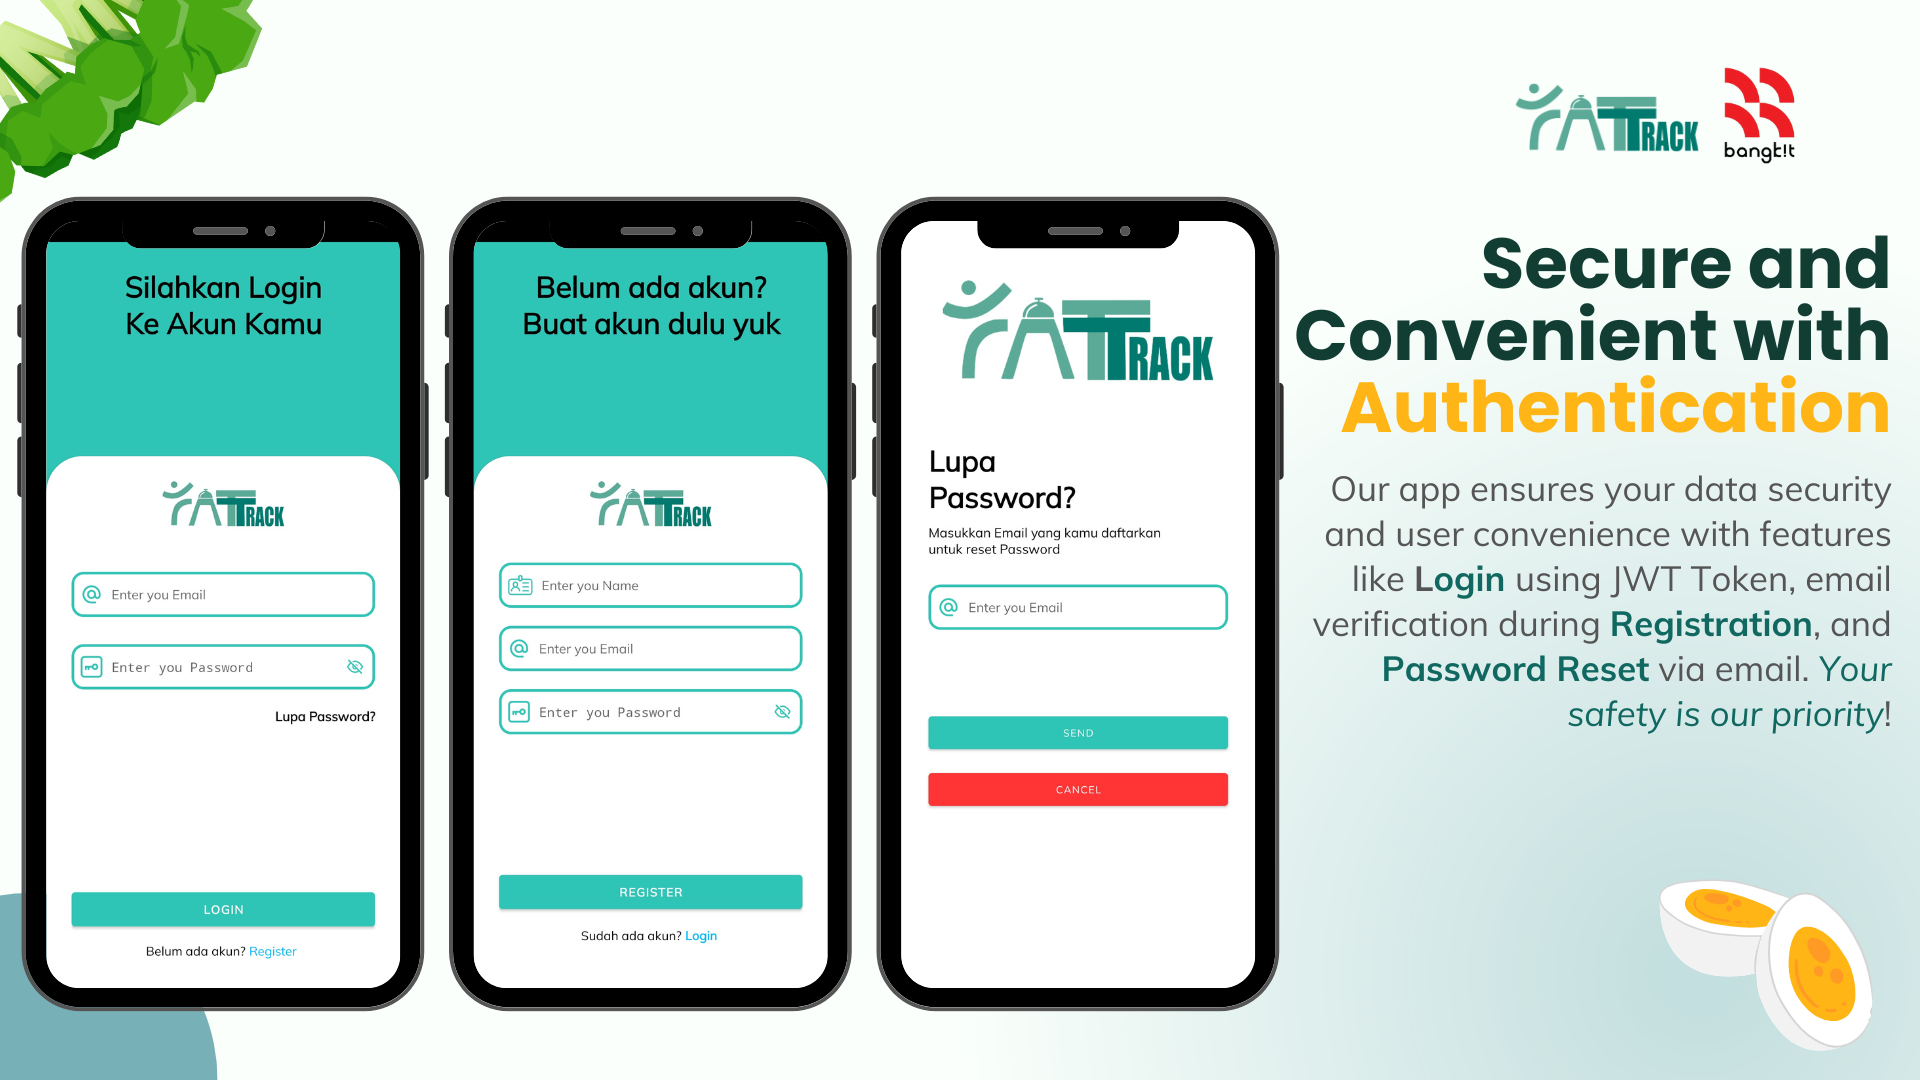 FATTRACK
bangk!t
Silahkan Login
Ke Akun Kamu
FATTRACK
Enter you Email
Enter you Password
Lupa Password?
LOGIN
Belum ada akun? Register
Belum ada akun?
Buat akun dulu yuk
FATTRACK
Enter you Name
Enter you Email
Enter you Password
REGISTER
Sudah ada akun? Login
FATTRACK
Lupa
Password?
Masukkan Email yang kamu daftarkan
untuk reset Password
Enter you Email
SEND
CANCEL
Secure and
Convenient with
Authentication
Our app ensures your data security
and user convenience with features
like Login using JWT Token, email
verification during Registration, and
Password Reset via email. Your
safety is our priority!